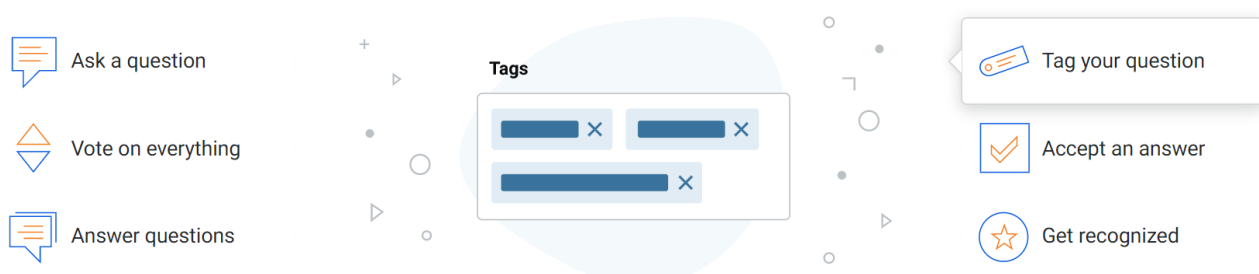 Ask a question
Vote on everything
Answer questions
Tags
Tag your question
Accept an answer
Get recognized